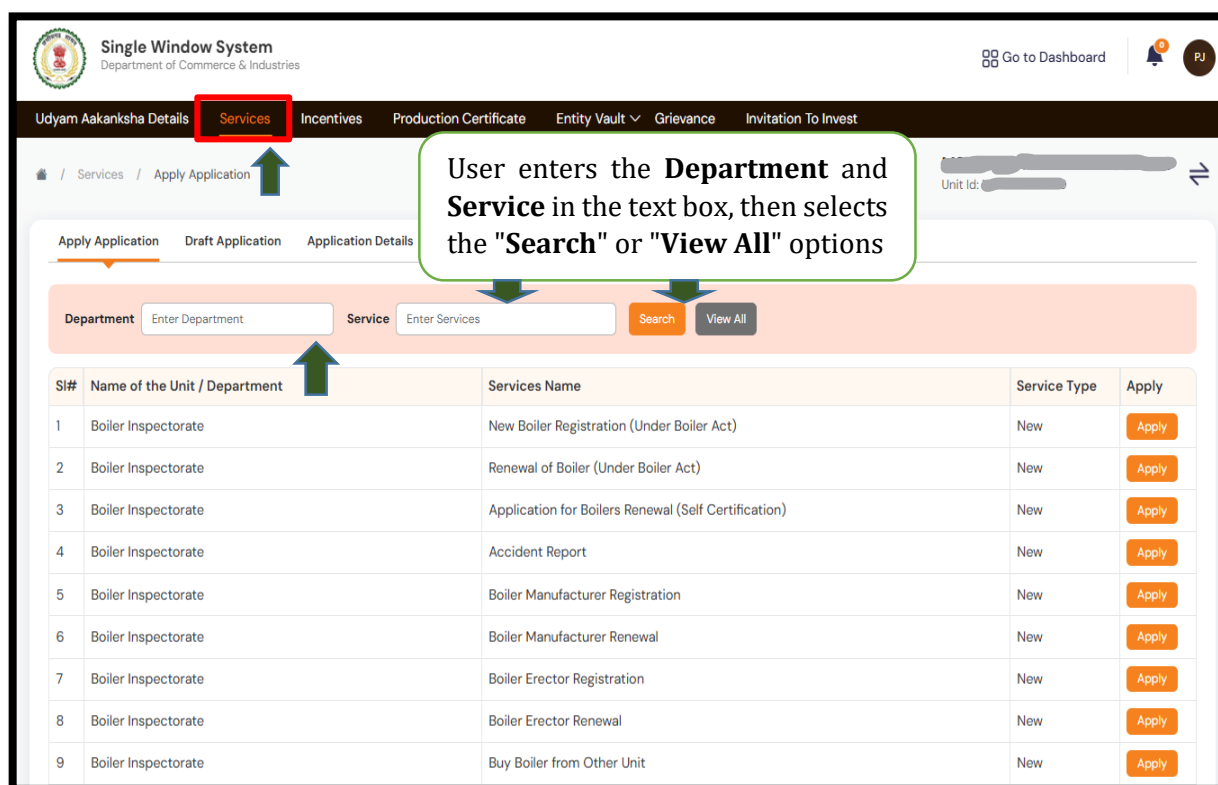 Single Window System
Department of Commerce & Industries
Go to Dashboard
0
PJ
Udyam Aakanksha Details Services Incentives Production Certificate Entity Vault Grievance Invitation To Invest
/ Services / Apply Application
Unit Id:
User enters the Department and
Service in the text box, then selects
the "Search" or "View All" options
Apply Application Draft Application Application Details
Department Enter Department Service Enter Services Search View All
Sl# Name of the Unit / Department Services Name Service Type Apply
1 Boiler Inspectorate New Boiler Registration (Under Boiler Act) New Apply
2 Boiler Inspectorate Renewal of Boiler (Under Boiler Act) New Apply
3 Boiler Inspectorate Application for Boilers Renewal (Self Certification) New Apply
4 Boiler Inspectorate Accident Report New Apply
5 Boiler Inspectorate Boiler Manufacturer Registration New Apply
6 Boiler Inspectorate Boiler Manufacturer Renewal New Apply
7 Boiler Inspectorate Boiler Erector Registration New Apply
8 Boiler Inspectorate Boiler Erector Renewal New Apply
9 Boiler Inspectorate Buy Boiler from Other Unit New Apply